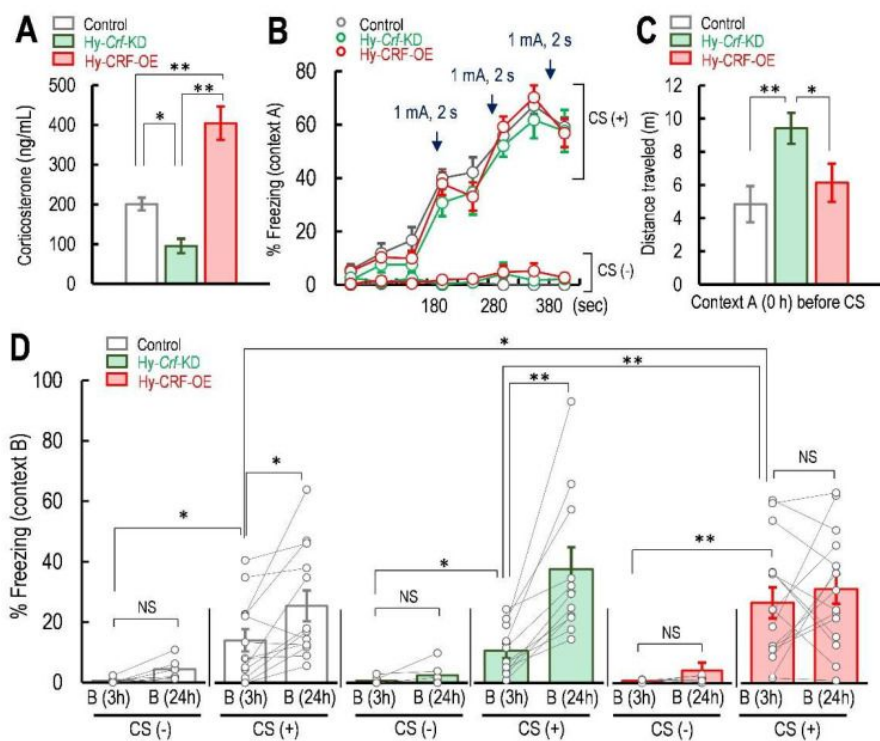 A
Control
Hy-Crf-KD
Hy-CRF-OE
**
*
**
Corticosterone (ng/mL)
500
400
300
200
100
0
B
Control
Hy-Crf-KD
Hy-CRF-OE
1 mA, 2 s
1 mA, 2 s
1 mA, 2 s
CS (+)
CS (-)
% Freezing (context A)
80
60
40
20
0
180
280
380
(sec)
C
Control
Hy-Crf-KD
Hy-CRF-OE
**
*
Distance traveled (m)
12
10
8
6
4
2
0
Context A (0 h) before CS
D
Control
Hy-Crf-KD
Hy-CRF-OE
% Freezing (context B)
100
80
60
40
20
0
*
**
**
NS
*
*
*
**
NS
NS
NS
B (3h) B (24h) B (3h) B (24h) B (3h) B (24h) B (3h) B (24h) B (3h) B (24h) B (3h) B (24h)
CS (-) CS (+) CS (-) CS (+) CS (-) CS (+)